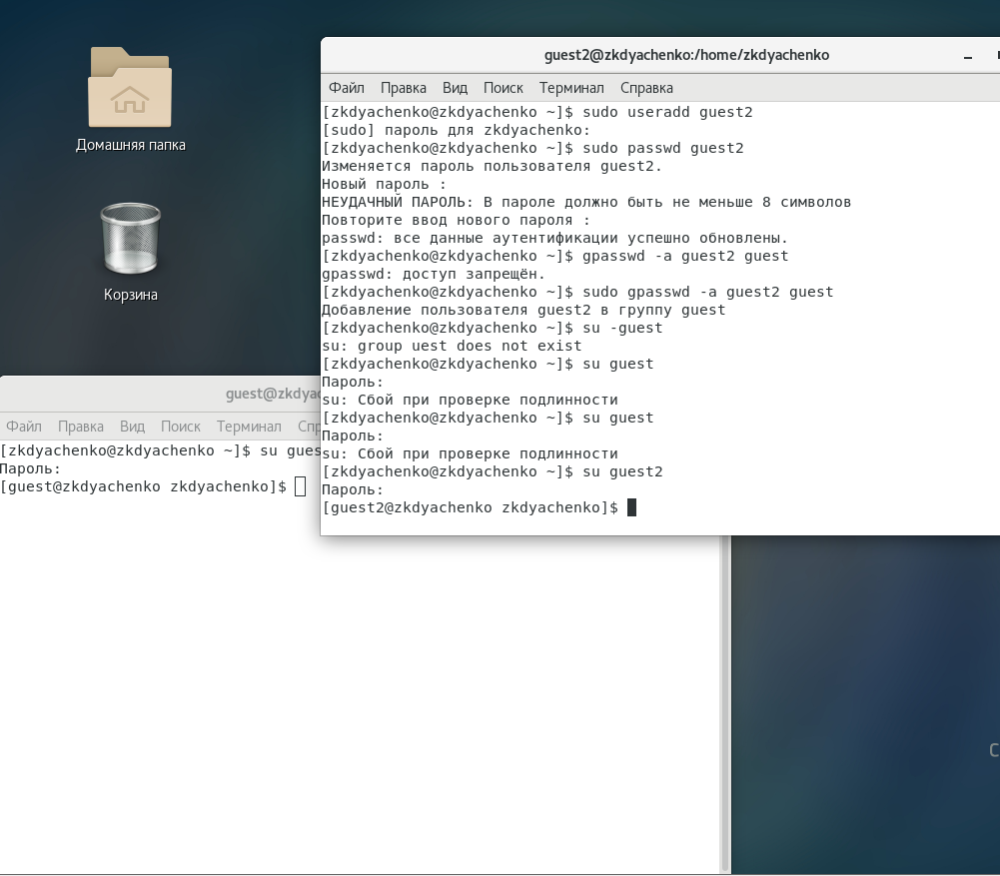 Домашняя папка
Корзина
guest2@zkdyachenko:/home/zkdyachenko
Файл Правка Вид Поиск Терминал Справка
[zkdyachenko@zkdyachenko ~]$ sudo useradd guest2
[sudo] пароль для zkdyachenko:
[zkdyachenko@zkdyachenko ~]$ sudo passwd guest2
Изменяется пароль пользователя guest2.
Новый пароль :
НЕУДАЧНЫЙ ПАРОЛЬ: В пароле должно быть не меньше 8 символов
Повторите ввод нового пароля :
passwd: все данные аутентификации успешно обновлены.
[zkdyachenko@zkdyachenko ~]$ gpasswd -a guest2 guest
gpasswd: доступ запрещён.
[zkdyachenko@zkdyachenko ~]$ sudo gpasswd -a guest2 guest
Добавление пользователя guest2 в группу guest
[zkdyachenko@zkdyachenko ~]$ su -guest
su: group uest does not exist
[zkdyachenko@zkdyachenko ~]$ su guest
Пароль:
su: Сбой при проверке подлинности
[zkdyachenko@zkdyachenko ~]$ su guest
Пароль:
su: Сбой при проверке подлинности
[zkdyachenko@zkdyachenko ~]$ su guest2
Пароль:
[guest2@zkdyachenko zkdyachenko]$
guest@zkdyac
Файл Правка Вид Поиск Терминал Спр
[zkdyachenko@zkdyachenko ~]$ su gues
Пароль:
[guest@zkdyachenko zkdyachenko]$